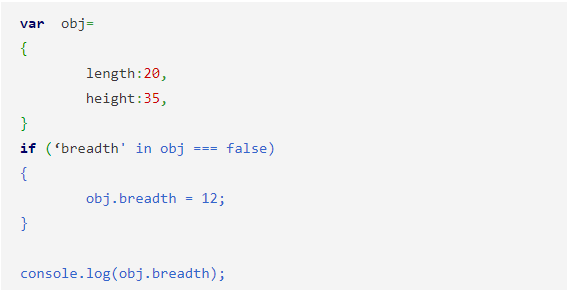 var  obj=
{
        length:20,
        height:35,
}
if (‘breadth' in obj === false)
{
        obj.breadth = 12;
}

console.log(obj.breadth);